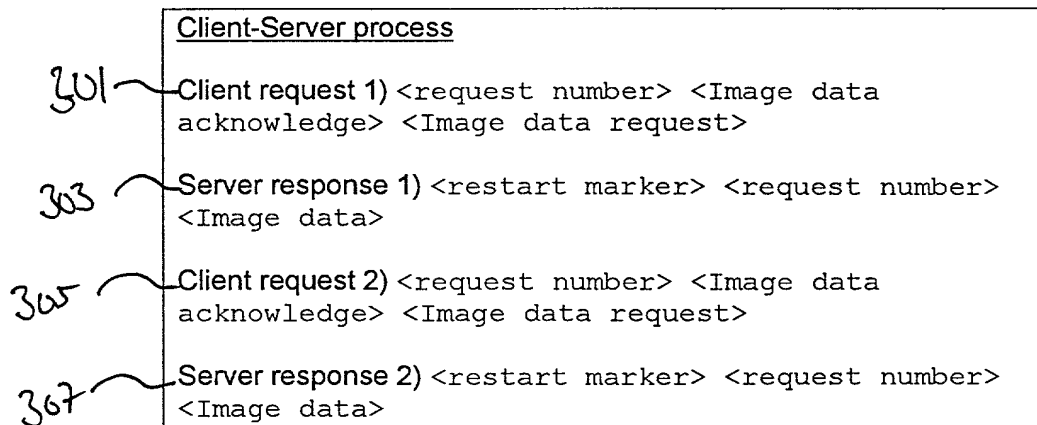 Client-Server process
301 Client request 1) <request number> <Image data
acknowledge> <Image data request>
303 Server response 1) <restart marker> <request number>
<Image data>
305 Client request 2) <request number> <Image data
acknowledge> <Image data request>
307 Server response 2) <restart marker> <request number>
<Image data>